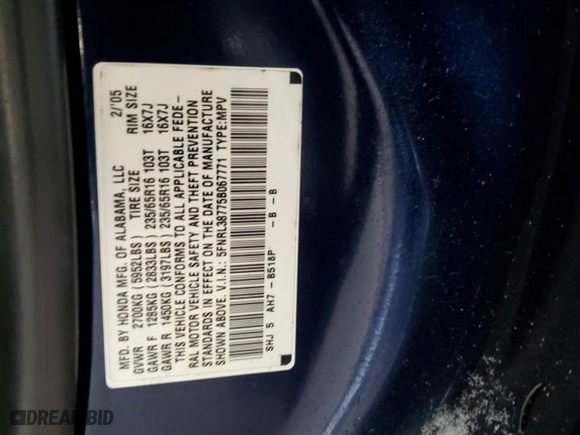 MFD. BY HONDA MFG. OF ALABAMA, LLC 2/'05
GVWR 2700KG (5952LBS) TIRE SIZE RIM SIZE
GAWR F 1285KG (2833LBS) 235/65R16 103T 16X7J
GAWR R 1450KG (3197LBS) 235/65R16 103T 16X7J
THIS VEHICLE CONFORMS TO ALL APPLICABLE FEDE-
RAL MOTOR VEHICLE SAFETY AND THEFT PREVENTION
STANDARDS IN EFFECT ON THE DATE OF MANUFACTURE
SHOWN ABOVE. V.I.N.: 5FNRL38775B067771 TYPE:MPV
SHJ 5 AH7 -B518P - B - B
DREAMBID